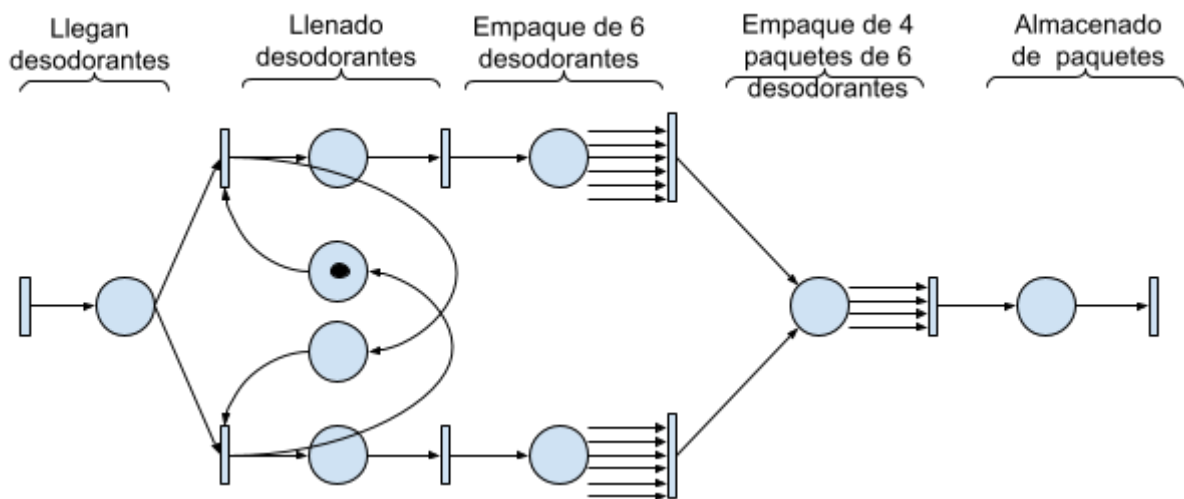 Llegan
desodorantes
Llenado
desodorantes
Empaque de 6
desodorantes
Empaque de 4
paquetes de 6
desodorantes
Almacenado
de paquetes